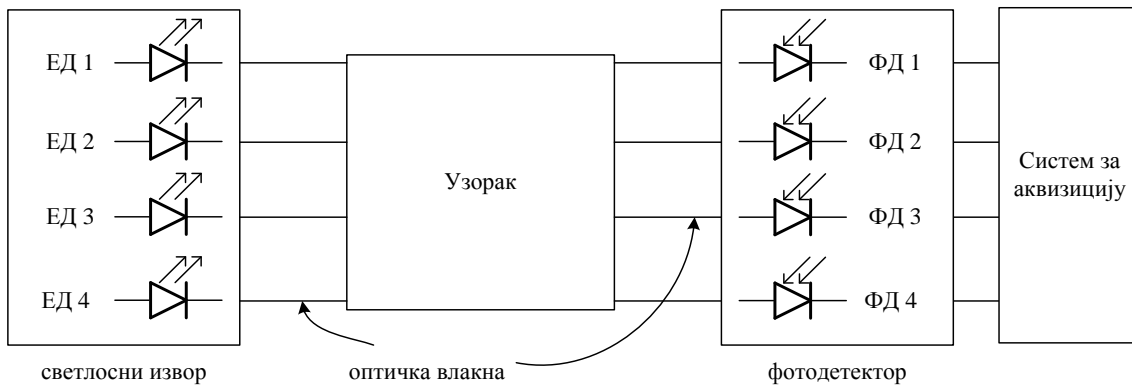 ЕД 1
ЕД 2
ЕД 3
ЕД 4
Узорак
ФД 1
ФД 2
ФД 3
ФД 4
Систем за
аквизицију
светлосни извор
оптичка влакна
фотодетектор